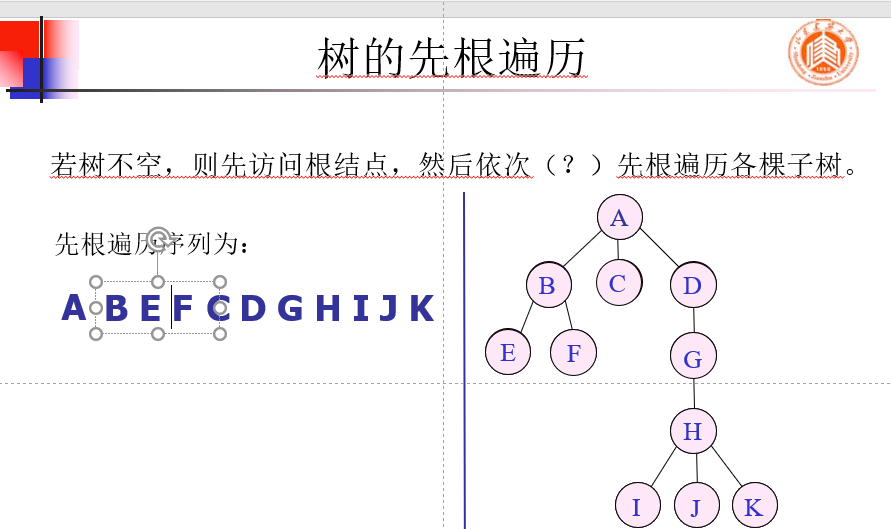 树的先根遍历
若树不空，则先访问根结点，然后依次（？）先根遍历各棵子树。
先根遍历序列为：
A B E F C D G H I J K
A
B C D
E F G
H
I J K